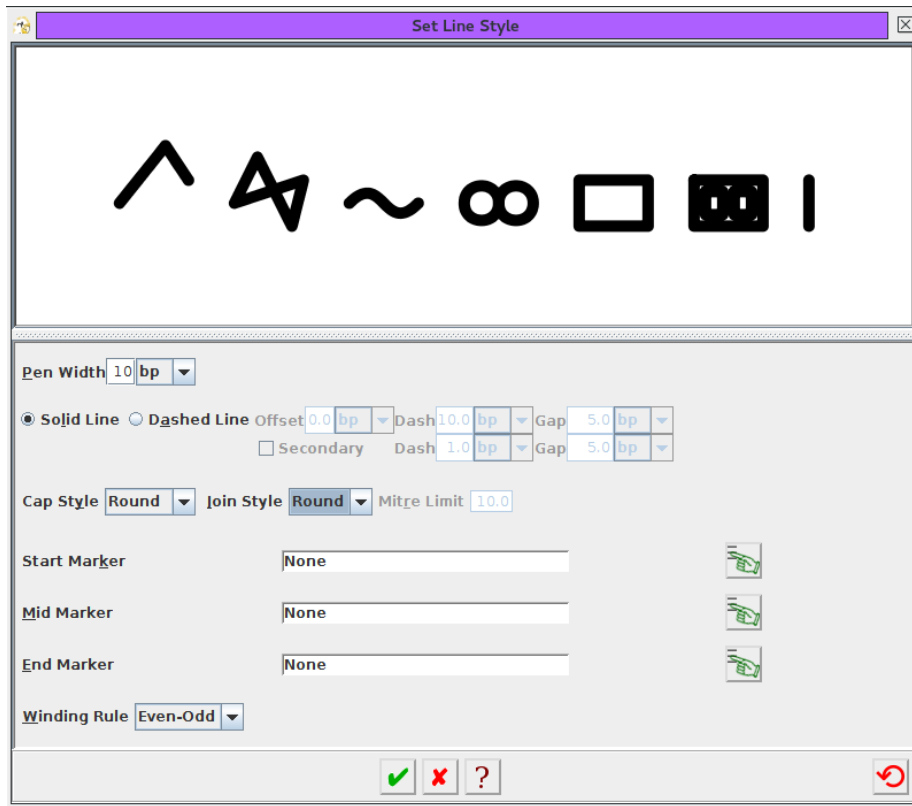 Set Line Style
Pen Width 10 bp
Solid Line Dashed Line Offset 0.0 bp Dash 10.0 bp Gap 5.0 bp
Secondary Dash 1.0 bp Gap 5.0 bp
Cap Style Round Join Style Round Mitre Limit 10.0
Start Marker None
Mid Marker None
End Marker None
Winding Rule Even-Odd
?